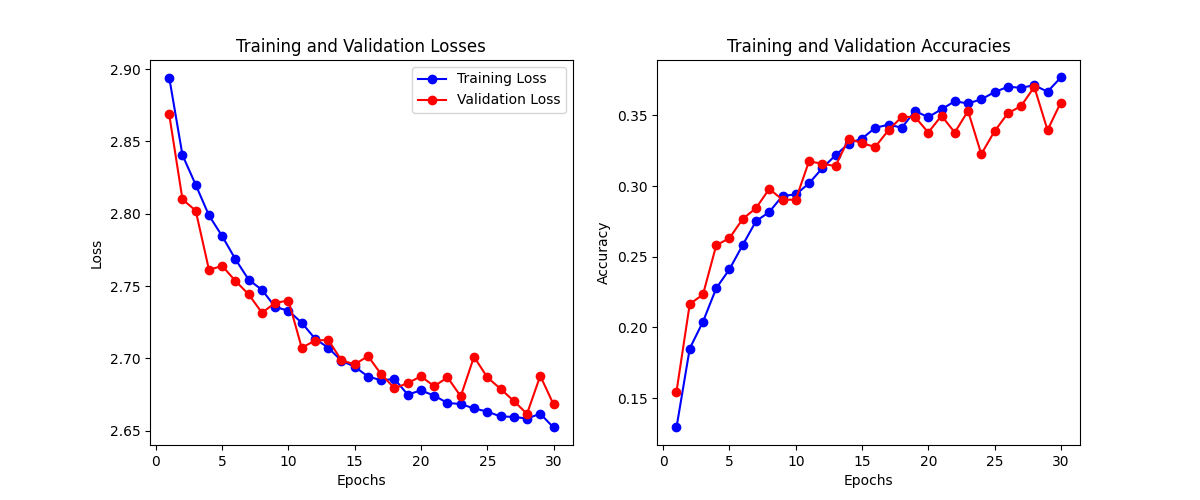 Training and Validation Losses
2.90
2.85
2.80
2.75
2.70
2.65
Loss
0 5 10 15 20 25 30
Epochs
Training Loss
Validation Loss
Training and Validation Accuracies
0.35
0.30
0.25
0.20
0.15
Accuracy
0 5 10 15 20 25 30
Epochs